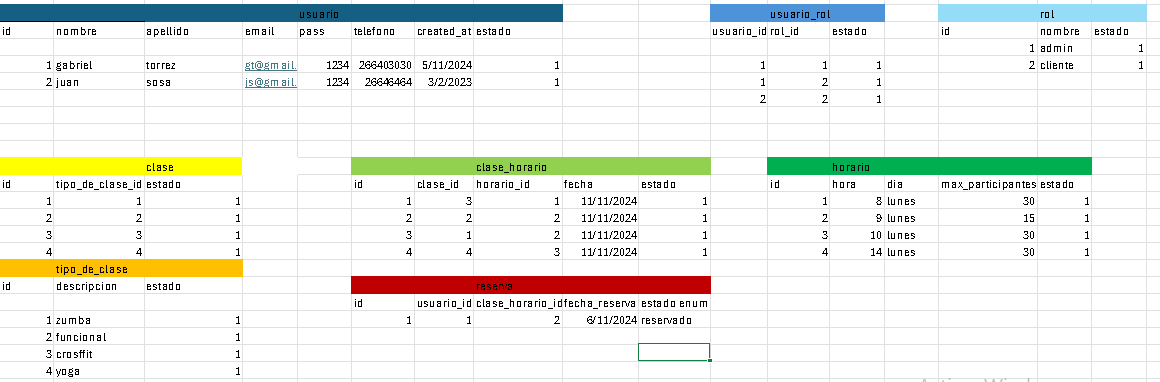 usuario usuario_rol rol
id nombre apellido email pass telefono created_at estado usuario_id rol_id estado id nombre estado
1 admin 1
1 gabriel torrez gt@gmail. 1234 266403030 5/11/2024 1 1 1 1 2 cliente 1
2 juan sosa js@gmail. 1234 26646464 3/2/2023 1 1 2 1
2 2 1
clase clase_horario horario
id tipo_de_clase_id estado id clase_id horario_id fecha estado id hora dia max_participantes estado
1 1 1 1 3 1 11/11/2024 1 1 8 lunes 30 1
2 2 1 2 2 2 11/11/2024 1 2 9 lunes 15 1
3 3 1 3 1 2 11/11/2024 1 3 10 lunes 30 1
4 4 1 4 4 3 11/11/2024 1 4 14 lunes 30 1
tipo_de_clase
id descripcion estado reserva
id usuario_id clase_horario_id fecha_reserva estado enum
1 zumba 1 1 1 2 6/11/2024 reservado
2 funcional 1
3 crosffit 1
4 yoga 1